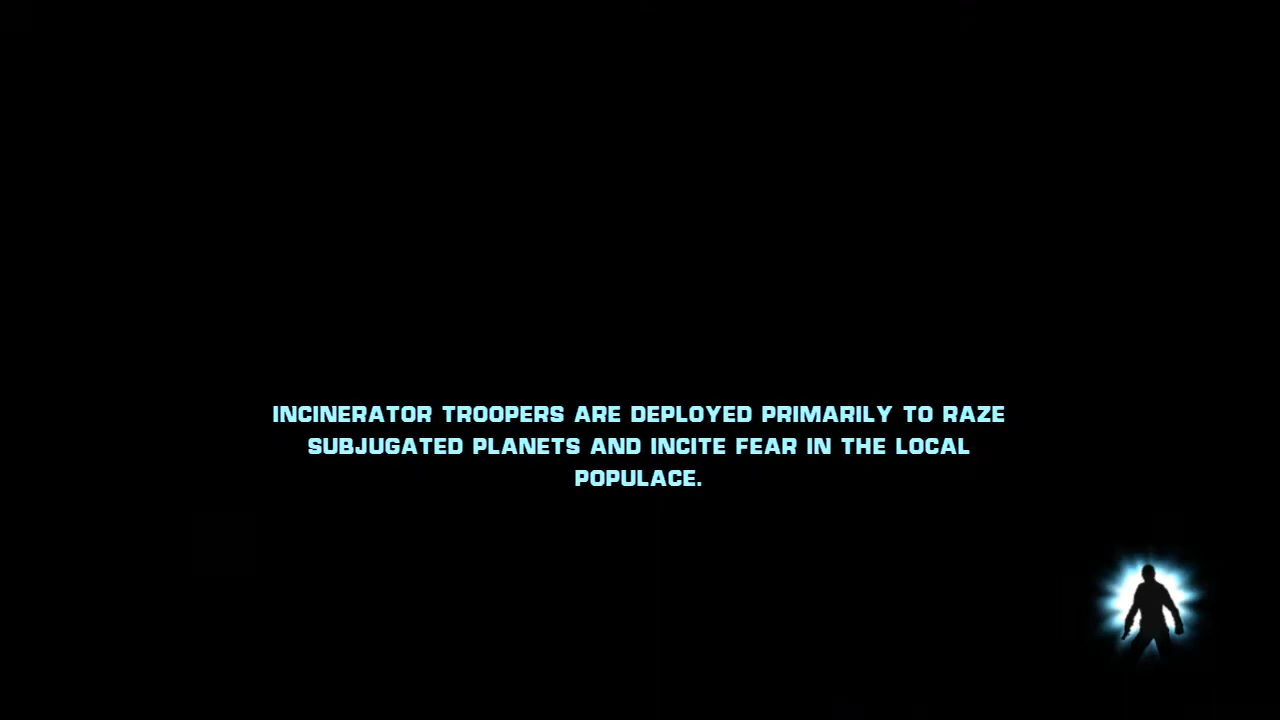 INCINERATOR TROOPERS ARE DEPLOYED PRIMARILY TO RAZE
SUBJUGATED PLANETS AND INCITE FEAR IN THE LOCAL
POPULACE.